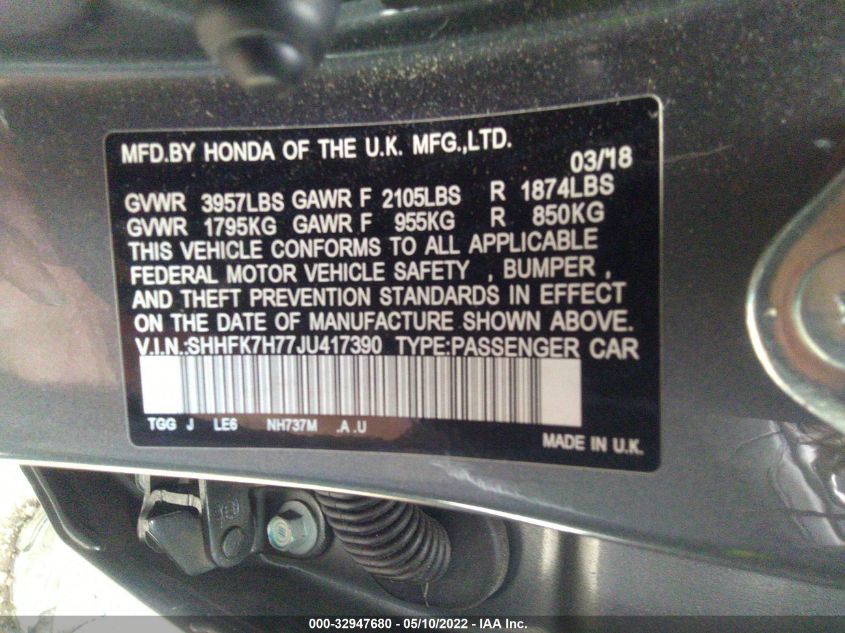 MFD.BY HONDA OF THE U.K. MFG.,LTD.
03/'18
GVWR 3957LBS GAWR F 2105LBS R 1874LBS
GVWR 1795KG GAWR F 955KG R 850KG
THIS VEHICLE CONFORMS TO ALL APPLICABLE
FEDERAL MOTOR VEHICLE SAFETY , BUMPER ,
AND THEFT PREVENTION STANDARDS IN EFFECT
ON THE DATE OF MANUFACTURE SHOWN ABOVE.
V.I.N.:SHHFK7H77JU417390 TYPE:PASSENGER CAR
TGG J LE6 NH737M .A .U
MADE IN U.K.
000-32947680 - 05/10/2022 - IAA Inc.